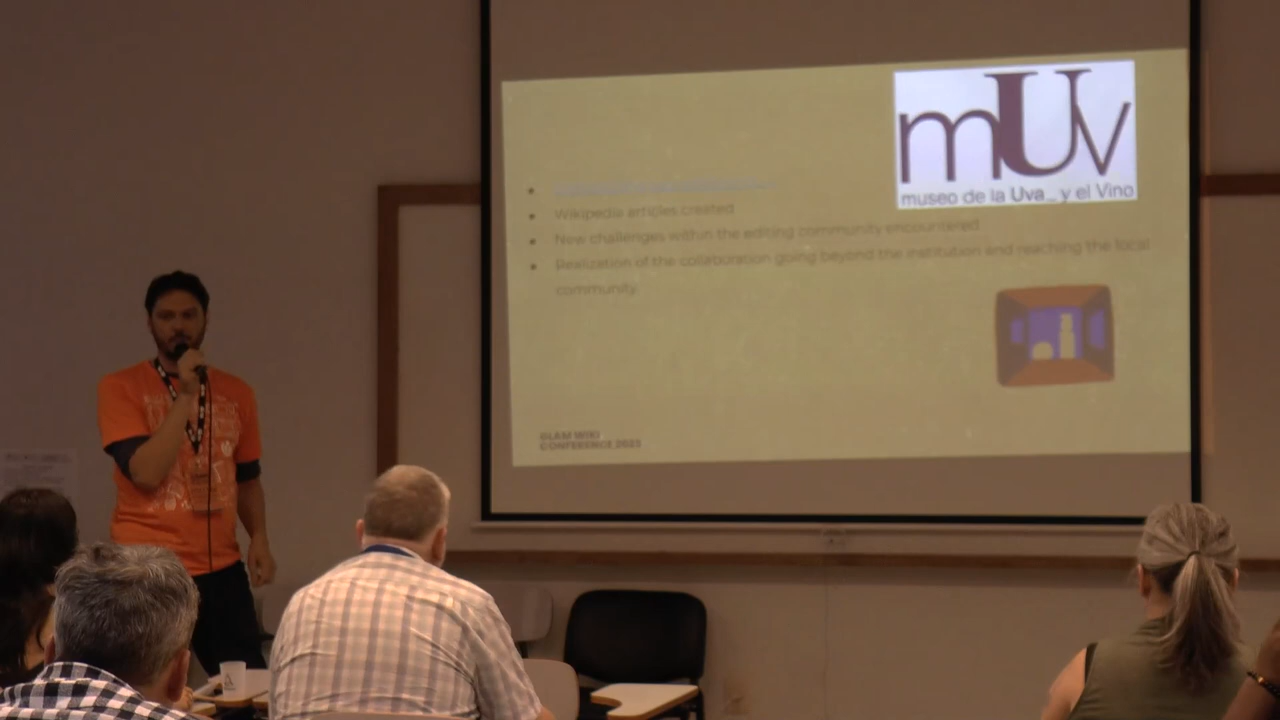 mUv
museo de la Uva... y el Vino
Wikipedia articles created
New challenges within the editing community encountered
Realization of the collaboration going beyond the institution and reaching the local
community
GLAM WIKI
CONFERENCE 2023